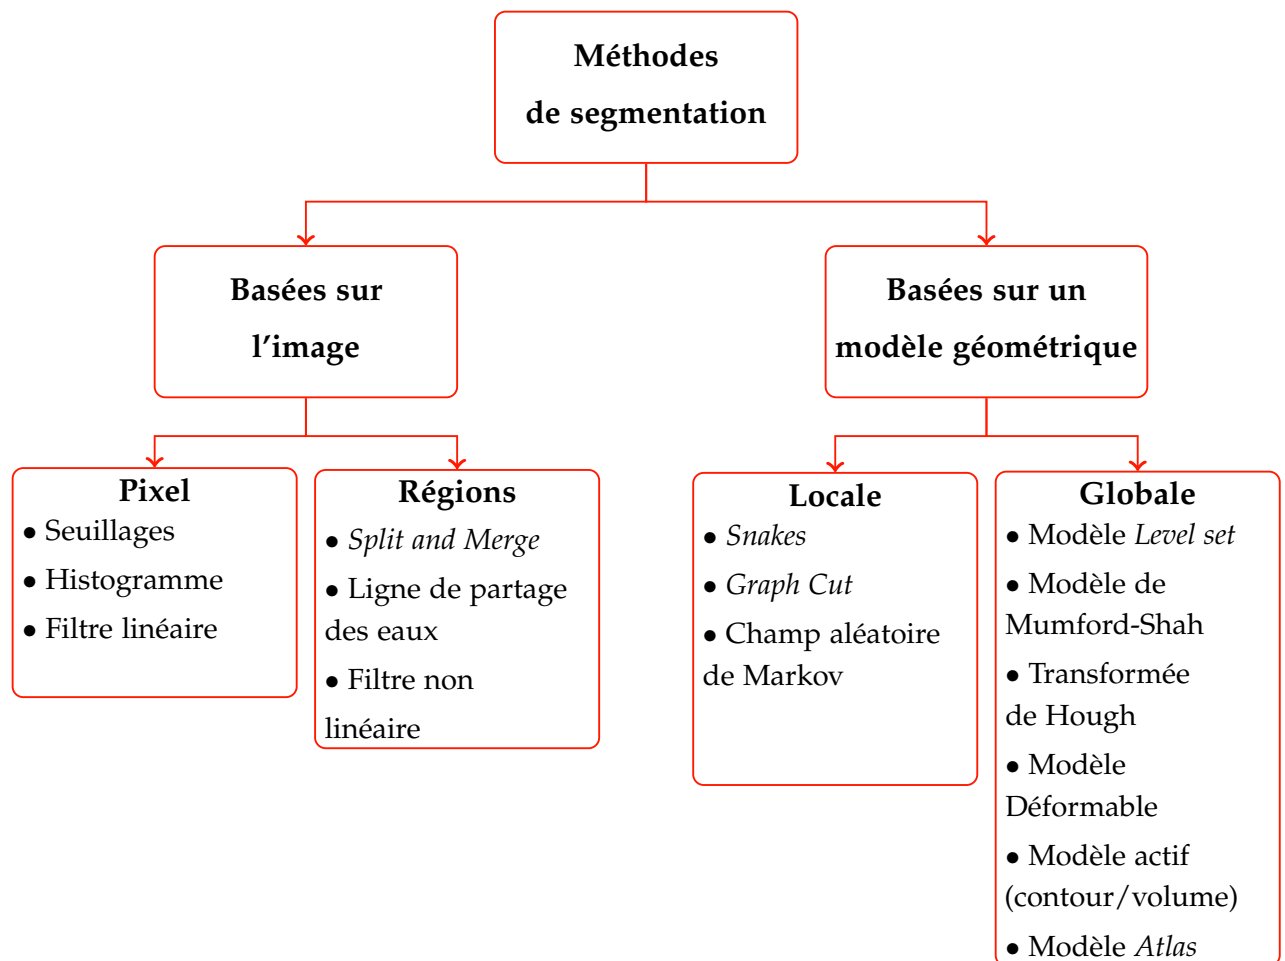 Méthodes
de segmentation
Basées sur
l'image
Basées sur un
modèle géométrique
Pixel
• Seuillages
• Histogramme
• Filtre linéaire
Régions
• Split and Merge
• Ligne de partage
des eaux
• Filtre non
linéaire
Locale
• Snakes
• Graph Cut
• Champ aléatoire
de Markov
Globale
• Modèle Level set
• Modèle de
Mumford-Shah
• Transformée
de Hough
• Modèle
Déformable
• Modèle actif
(contour/volume)
• Modèle Atlas